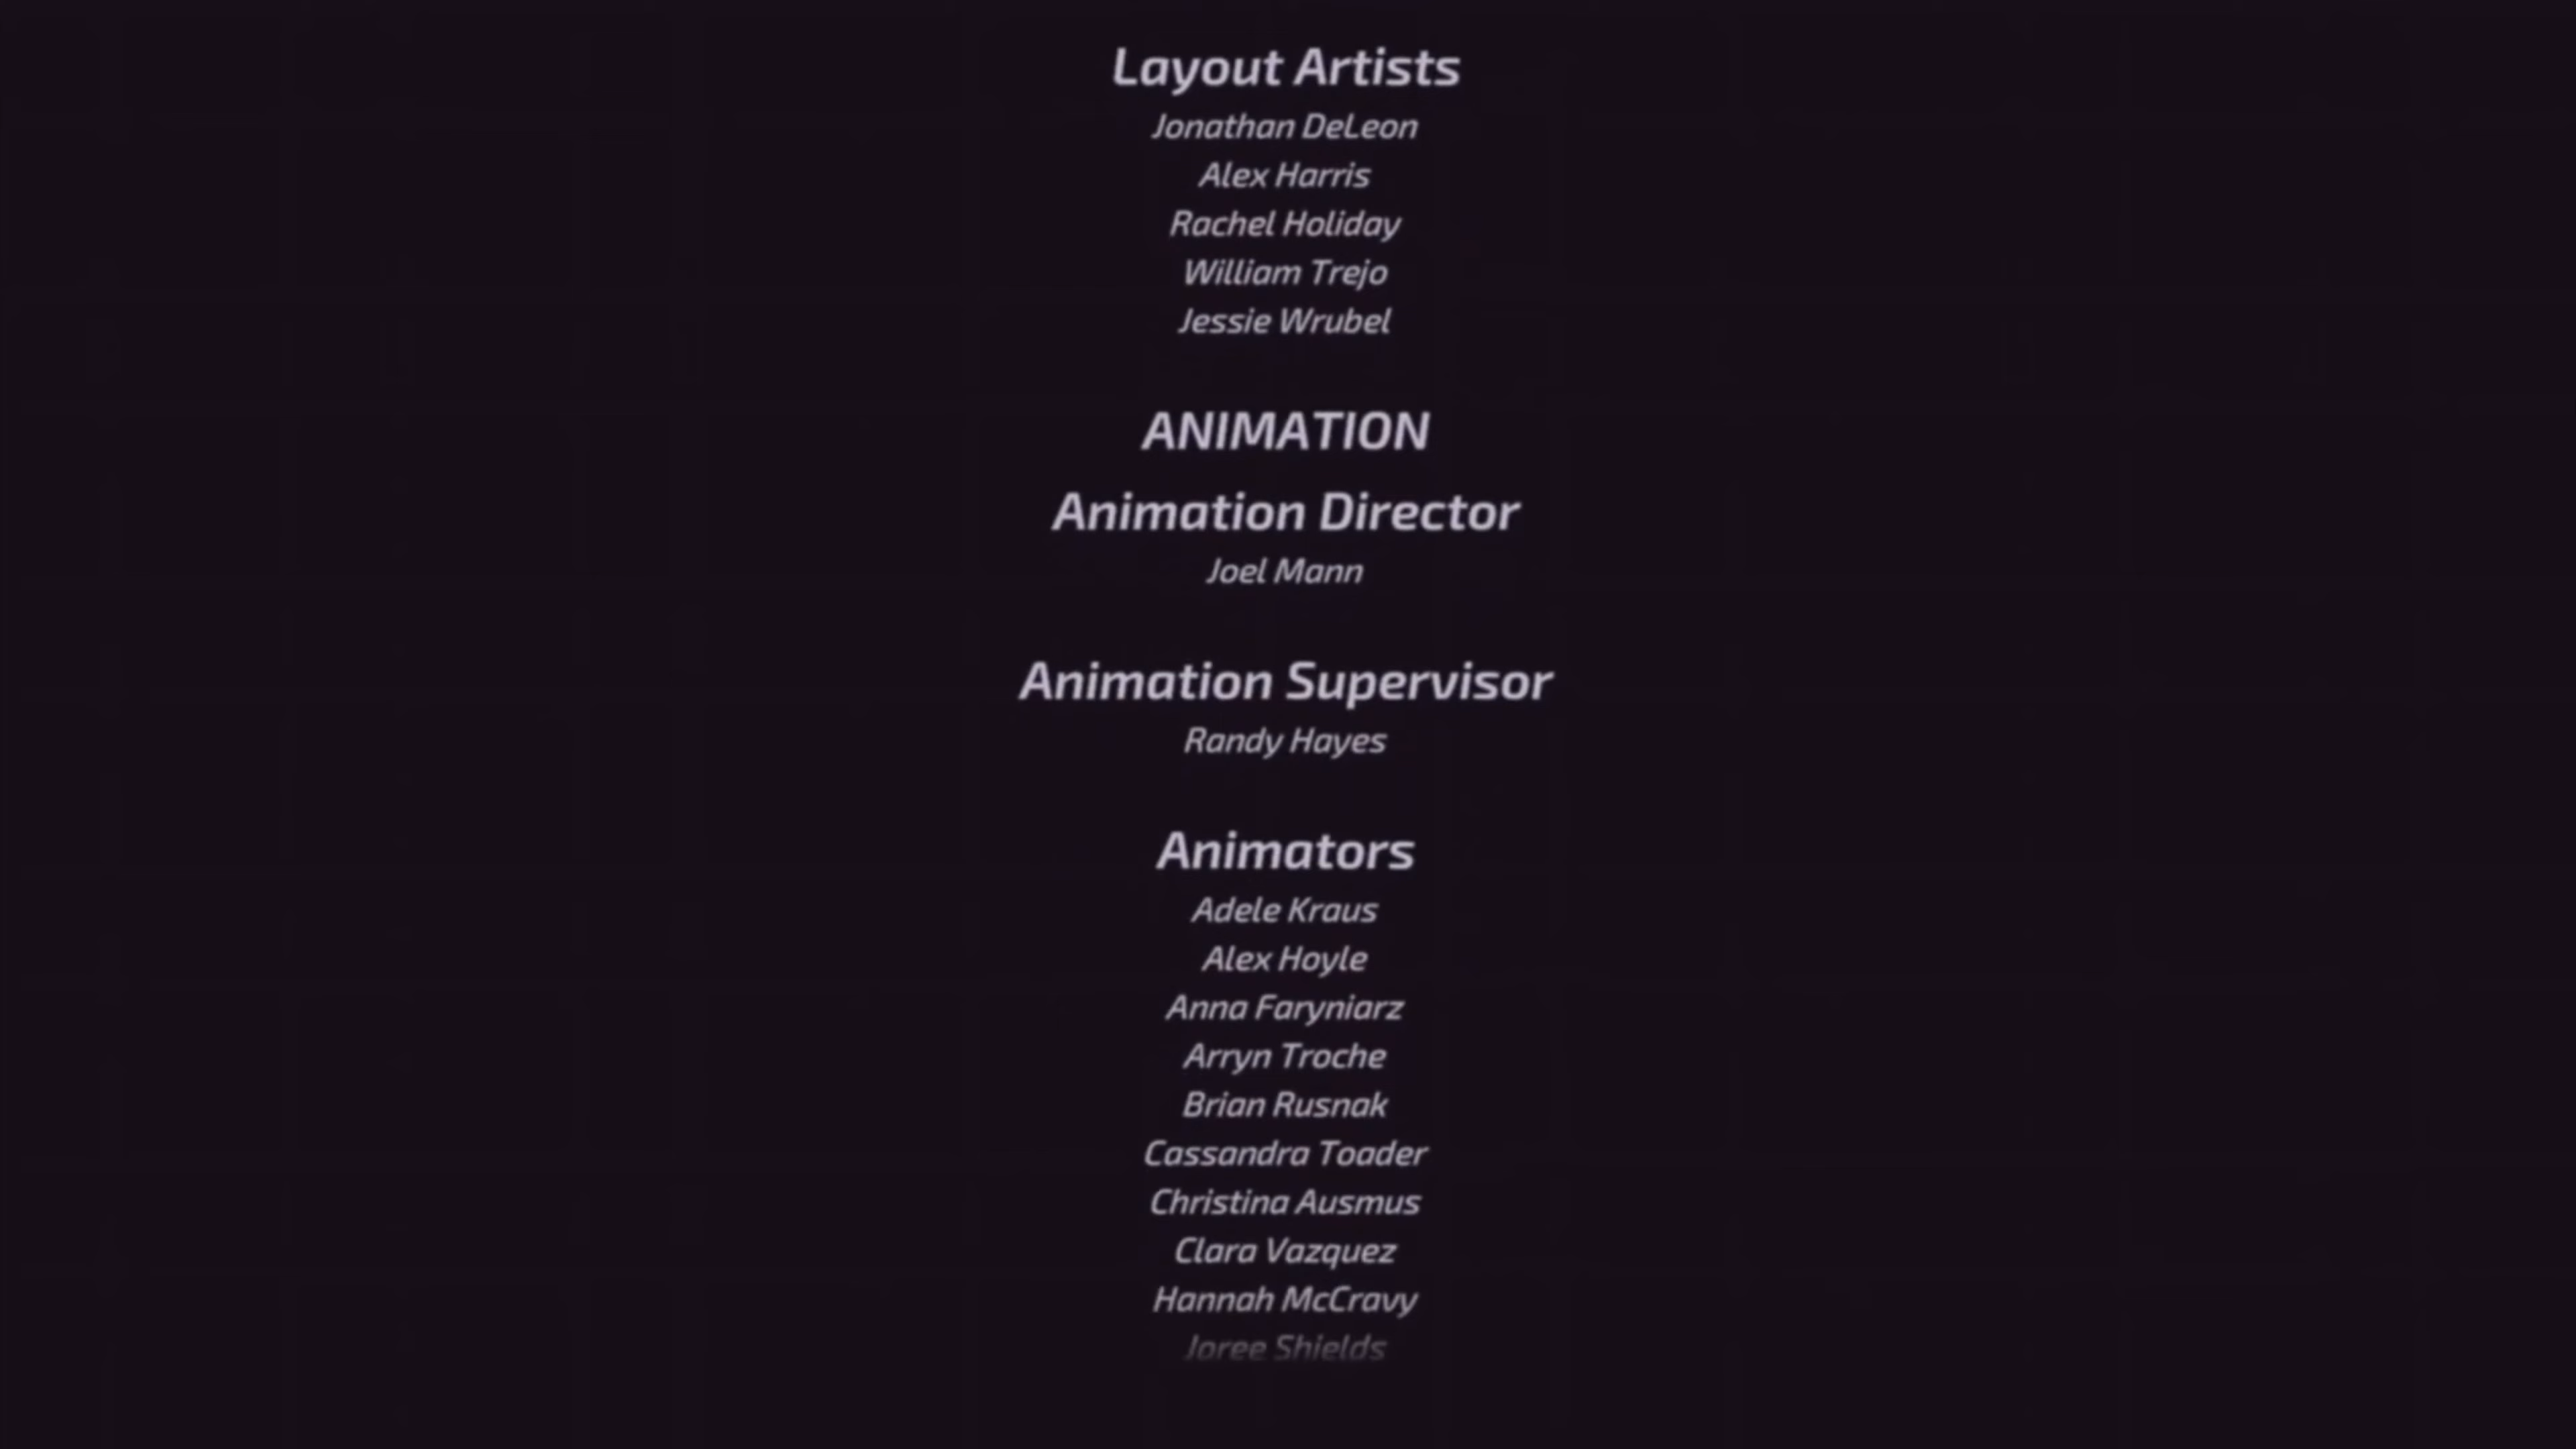 Layout Artists
Jonathan DeLeon
Alex Harris
Rachel Holiday
William Trejo
Jessie Wrubel
ANIMATION
Animation Director
Joel Mann
Animation Supervisor
Randy Hayes
Animators
Adele Kraus
Alex Hoyle
Anna Faryniarz
Arryn Troche
Brian Rusnak
Cassandra Toader
Christina Ausmus
Clara Vazquez
Hannah McCravy
Joree Shields